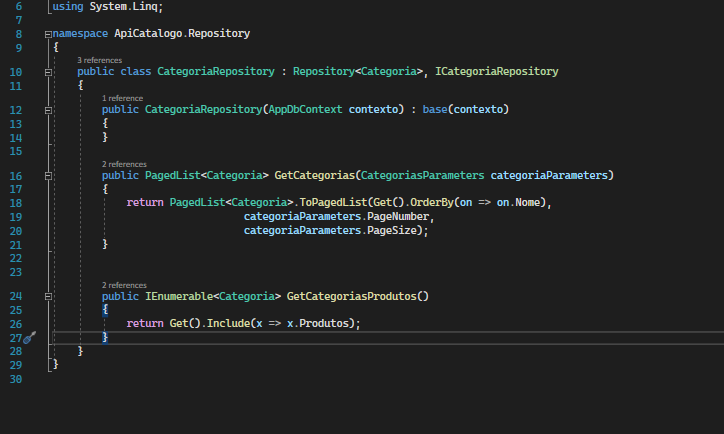 6 using System.Linq;
7
8 namespace ApiCatalogo.Repository
9 {
3 references
10 public class CategoriaRepository : Repository<Categoria>, ICategoriaRepository
11 {
1 reference
12 public CategoriaRepository(AppDbContext contexto) : base(contexto)
13 {
14 }
15
2 references
16 public PagedList<Categoria> GetCategorias(CategoriasParameters categoriaParameters)
17 {
18 return PagedList<Categoria>.ToPagedList(Get().OrderBy(on => on.Nome),
19 categoriaParameters.PageNumber,
20 categoriaParameters.PageSize);
21 }
22
23
2 references
24 public IEnumerable<Categoria> GetCategoriasProdutos()
25 {
26 return Get().Include(x => x.Produtos);
27 }
28 }
29 }
30